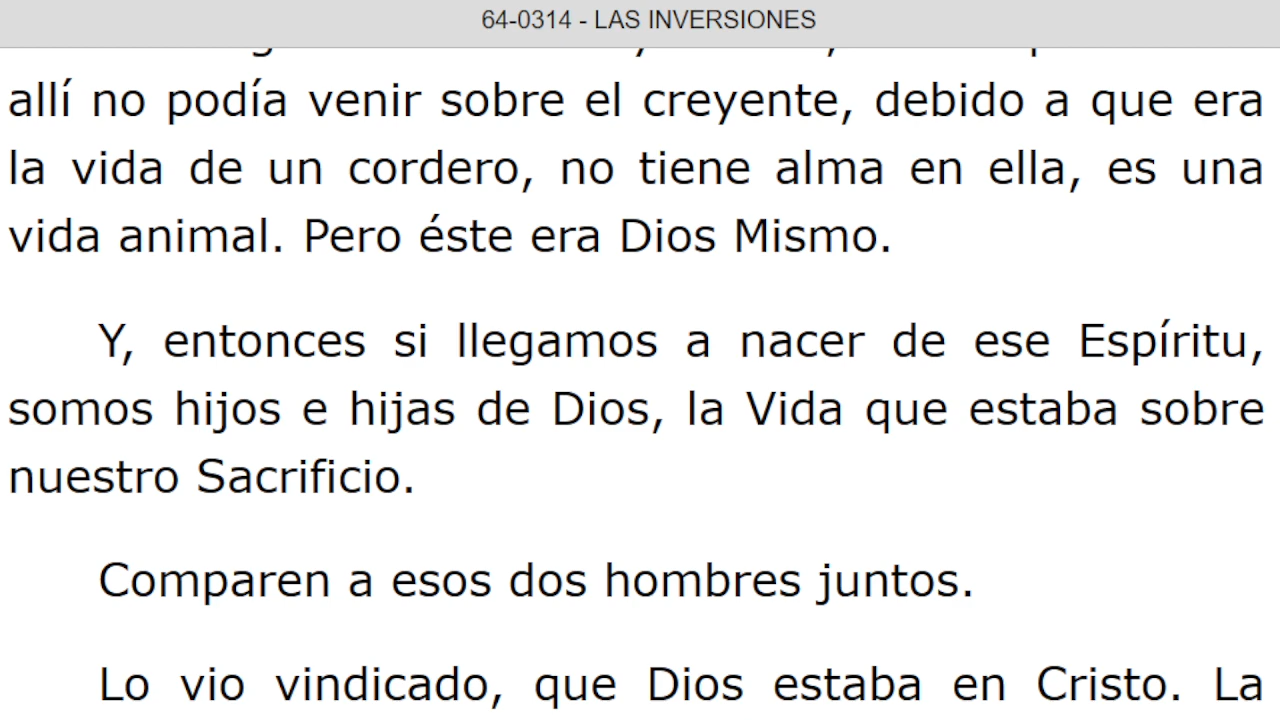 64-0314 - LAS INVERSIONES
allí no podía venir sobre el creyente, debido a que era
la vida de un cordero, no tiene alma en ella, es una
vida animal. Pero éste era Dios Mismo.
Y, entonces si llegamos a nacer de ese Espíritu,
somos hijos e hijas de Dios, la Vida que estaba sobre
nuestro Sacrificio.
Comparen a esos dos hombres juntos.
Lo vio vindicado, que Dios estaba en Cristo. La